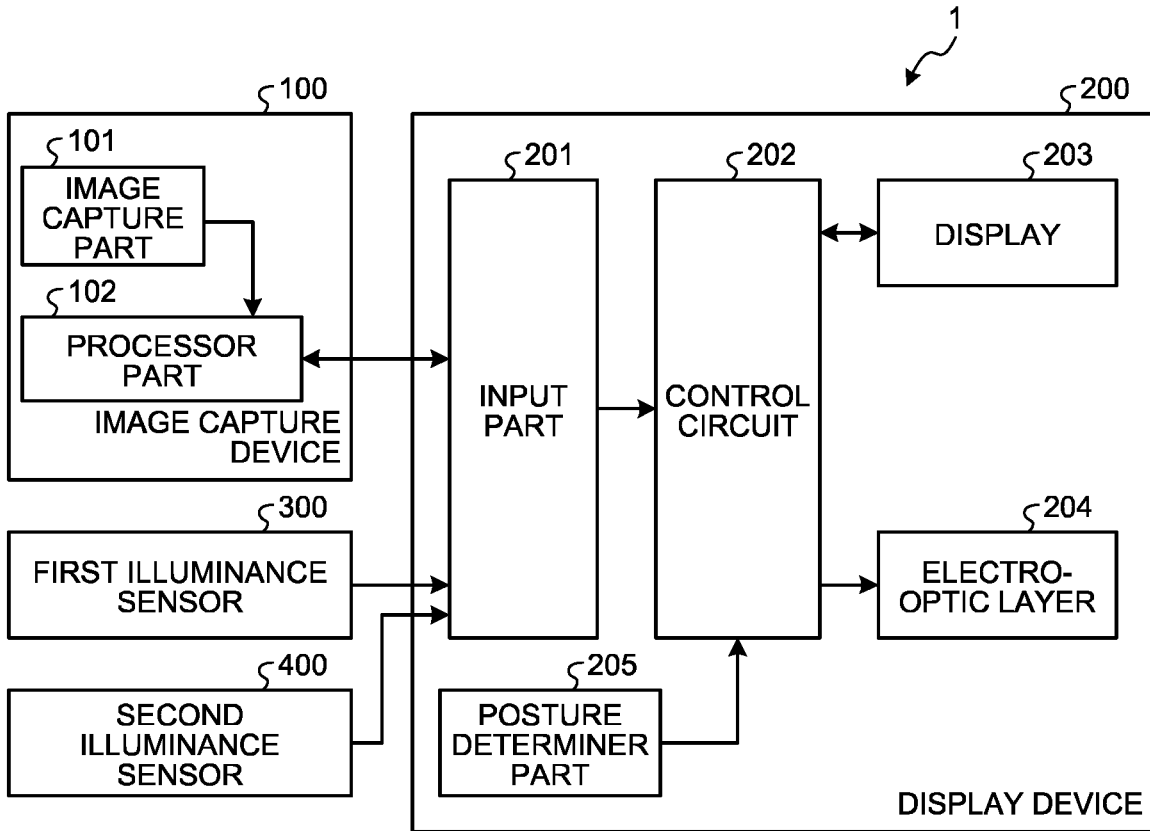 1
100
200
101
IMAGE
CAPTURE
PART
102
PROCESSOR
PART
IMAGE CAPTURE
DEVICE
201
INPUT
PART
202
CONTROL
CIRCUIT
203
DISPLAY
300
FIRST ILLUMINANCE
SENSOR
204
ELECTRO-
OPTIC LAYER
400
SECOND
ILLUMINANCE
SENSOR
205
POSTURE
DETERMINER
PART
DISPLAY DEVICE